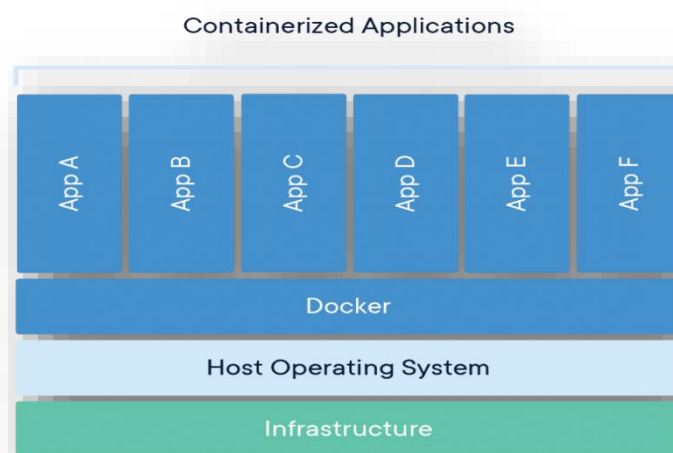 Containerized Applications
App A
App B
App C
App D
App E
App F
Docker
Host Operating System
Infrastructure